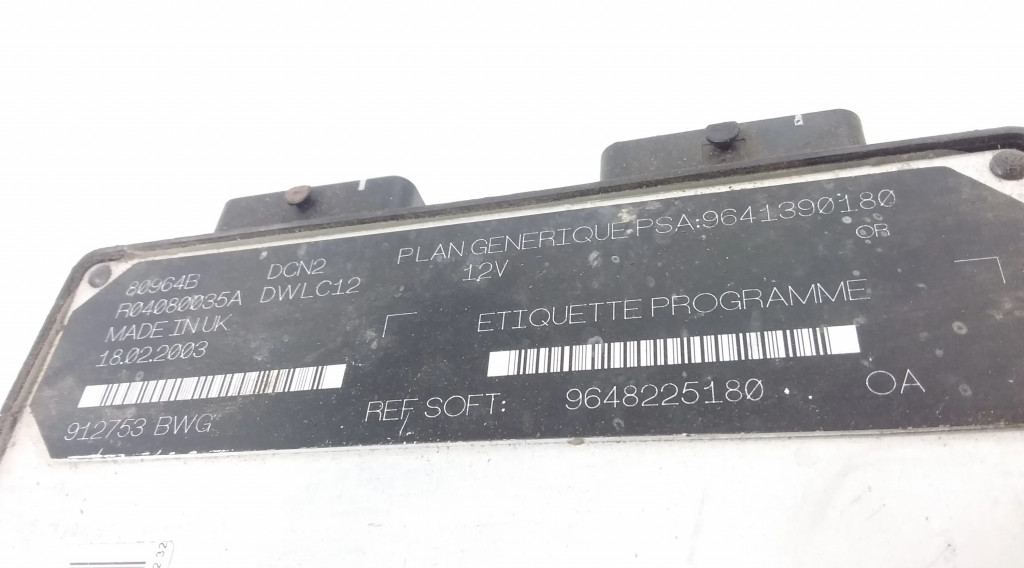 80964B DCN2
R04080035A DWLC12
MADE IN UK
18.02.2003
912753 BWG
PLAN GENERIQUE PSA:9641390180
12V OR
ETIQUETTE PROGRAMME
REF SOFT: 9648225180 OA
232